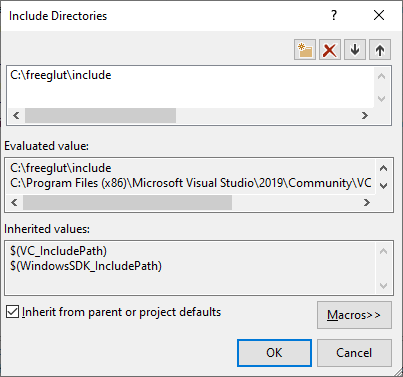 Include Directories
C:\freeglut\include
Evaluated value:
C:\freeglut\include
C:\Program Files (x86)\Microsoft Visual Studio\2019\Community\VC
Inherited values:
$(VC_IncludePath)
$(WindowsSDK_IncludePath)
Inherit from parent or project defaults
Macros>>
OK
Cancel